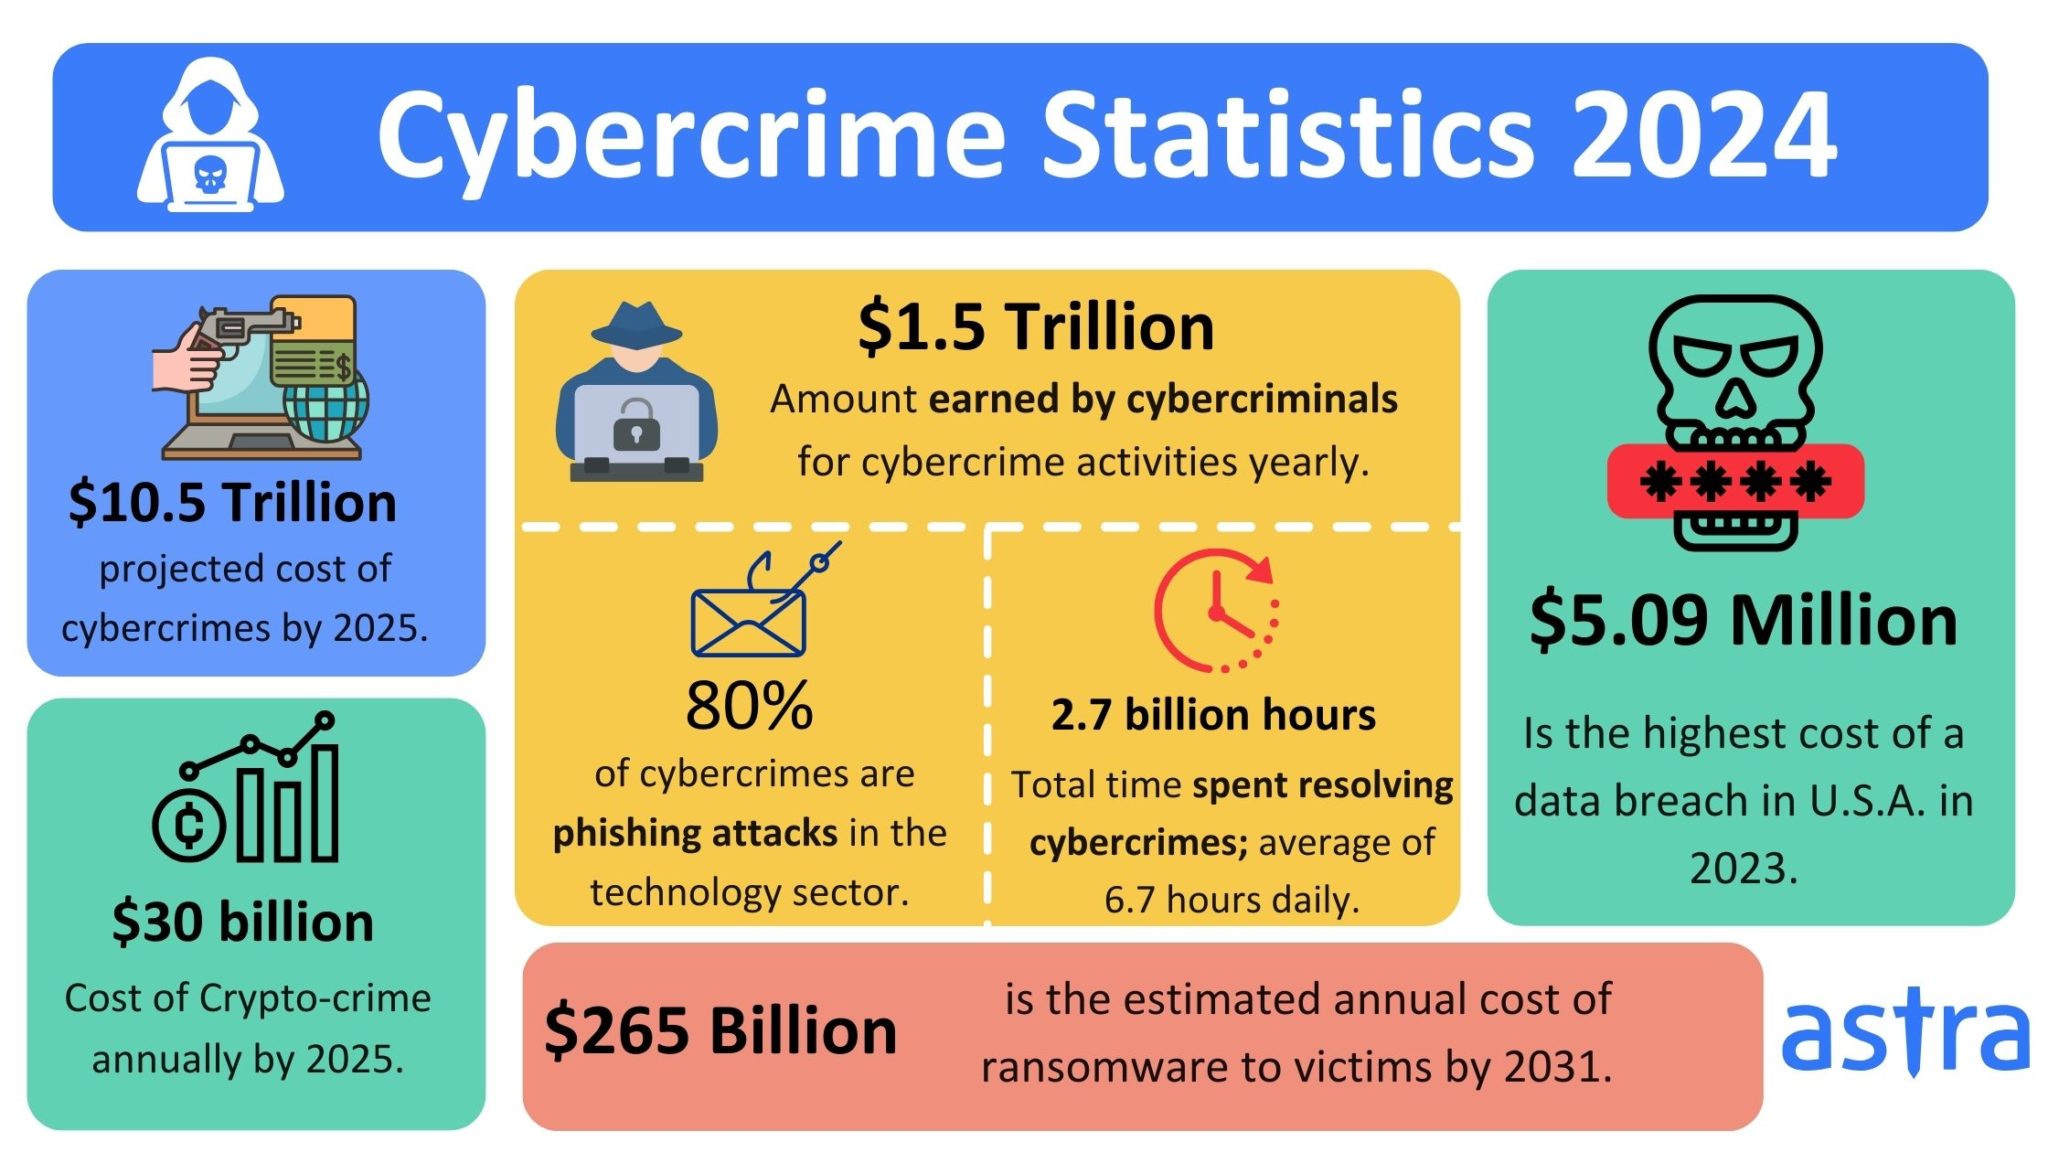 Cybercrime Statistics 2024
$10.5 Trillion
projected cost of
cybercrimes by 2025.
$30 billion
Cost of Crypto-crime
annually by 2025.
$1.5 Trillion
Amount earned by cybercriminals
for cybercrime activities yearly.
80%
of cybercrimes are
phishing attacks in the
technology sector.
2.7 billion hours
Total time spent resolving
cybercrimes; average of
6.7 hours daily.
$5.09 Million
Is the highest cost of a
data breach in U.S.A. in
2023.
$265 Billion
is the estimated annual cost of
ransomware to victims by 2031.
astra